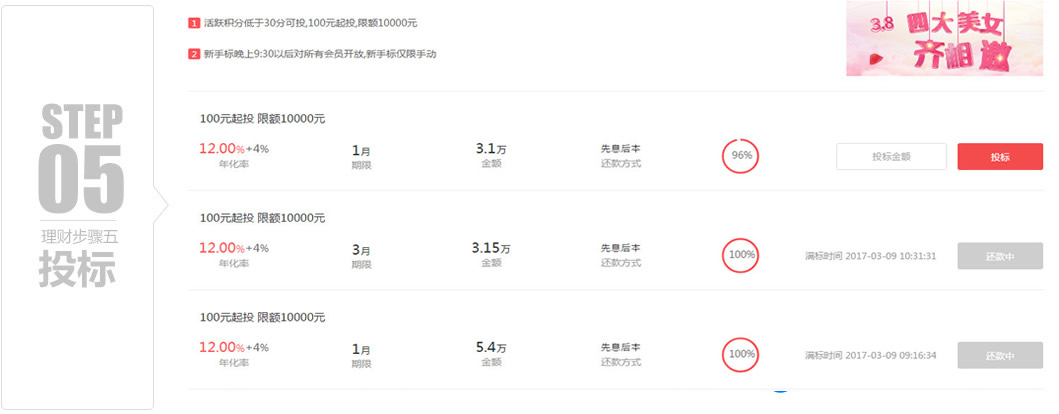 STEP
05
理财步骤五
投标
1 活跃积分低于30分可投,100元起投,限额10000元
2 新手标晚上9:30以后对所有会员开放,新手标仅限手动
3.8 四大美女
齐相邀
100元起投 限额10000元
12.00%+4% 1月 3.1万 先息后本 96% 投标金额 投标
年化率 期限 金额 还款方式
100元起投 限额10000元
12.00%+4% 3月 3.15万 先息后本 100% 满标时间 2017-03-09 10:31:31 还款中
年化率 期限 金额 还款方式
100元起投 限额10000元
12.00%+4% 1月 5.4万 先息后本 100% 满标时间 2017-03-09 09:16:34 还款中
年化率 期限 金额 还款方式